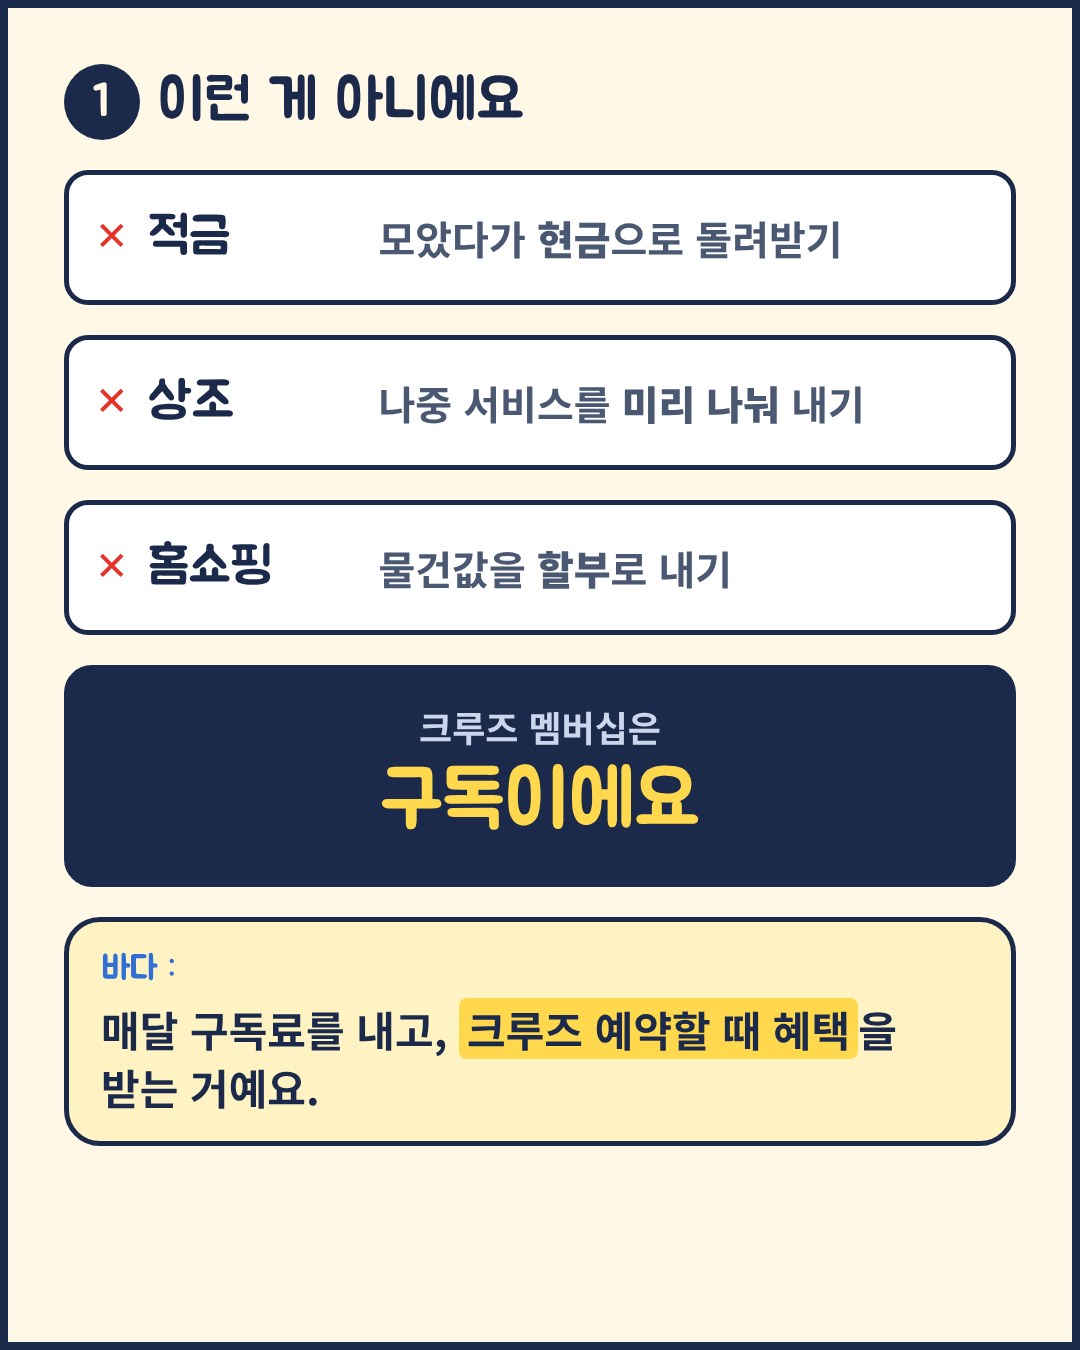 1 이런 게 아니에요
✕ 적금 모았다가 현금으로 돌려받기
✕ 상조 나중 서비스를 미리 나눠 내기
✕ 홈쇼핑 물건값을 할부로 내기
크루즈 멤버십은
구독이에요
바다 :
매달 구독료를 내고, 크루즈 예약할 때 혜택을
받는 거예요.